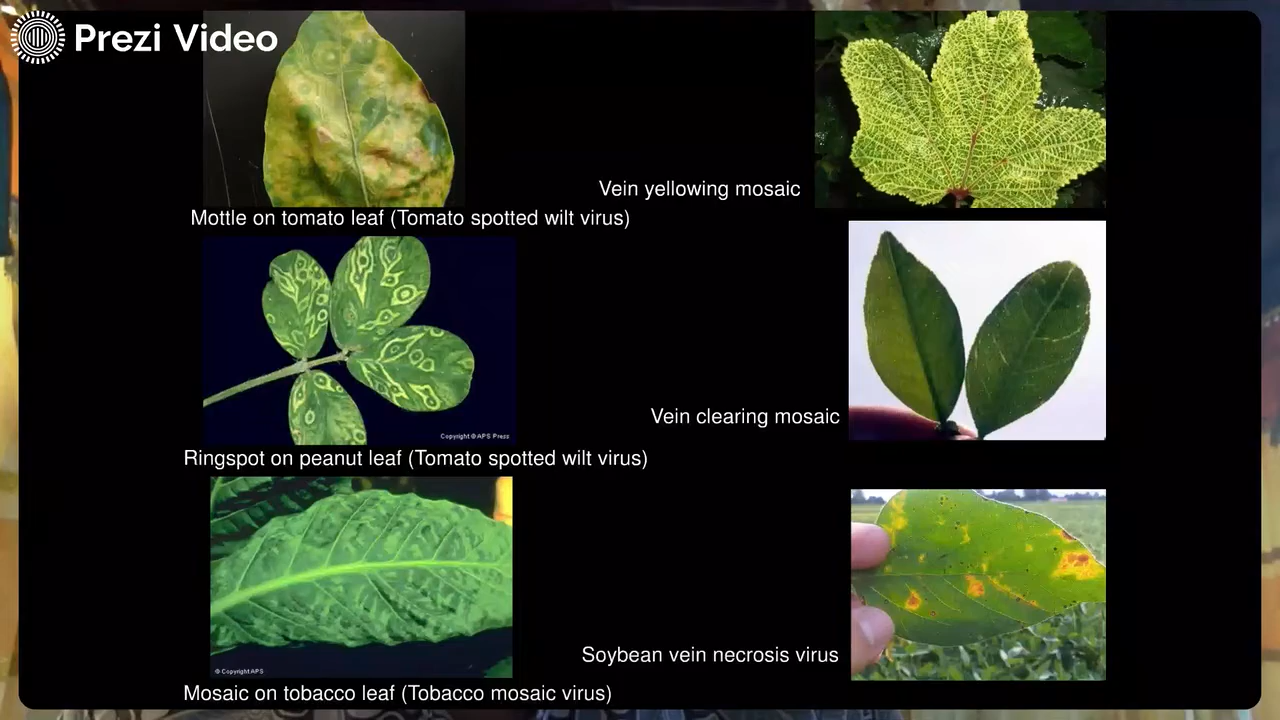 Prezi Video
Vein yellowing mosaic
Mottle on tomato leaf (Tomato spotted wilt virus)
Vein clearing mosaic
Copyright © APS Press
Ringspot on peanut leaf (Tomato spotted wilt virus)
Soybean vein necrosis virus
© Copyright APS
Mosaic on tobacco leaf (Tobacco mosaic virus)